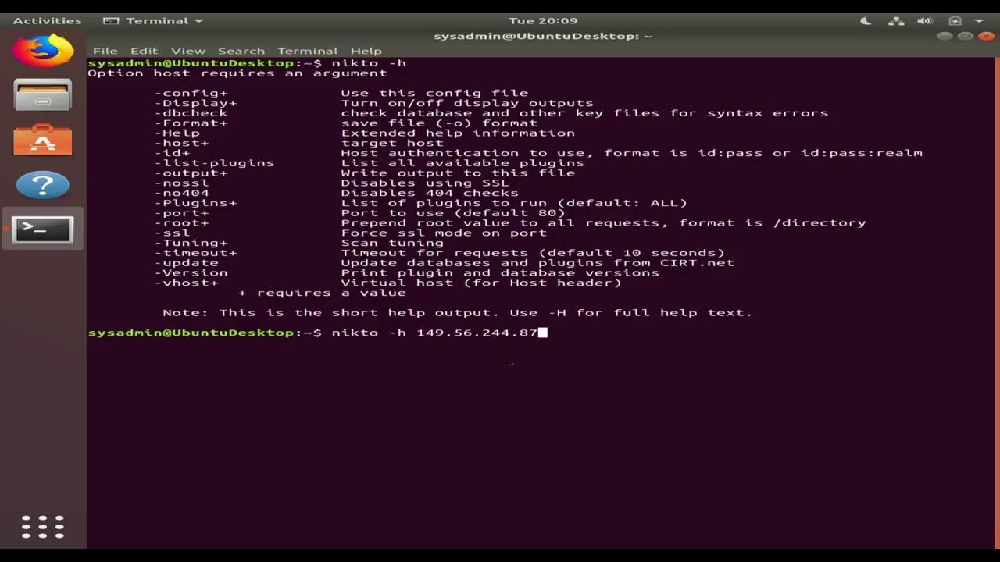 Activities Terminal Tue 20:09
sysadmin@UbuntuDesktop: ~
File Edit View Search Terminal Help
sysadmin@UbuntuDesktop:~$ nikto -h
Option host requires an argument
-config+ Use this config file
-Display+ Turn on/off display outputs
-dbcheck check database and other key files for syntax errors
-Format+ save file (-o) format
-Help Extended help information
-host+ target host
-id+ Host authentication to use, format is id:pass or id:pass:realm
-list-plugins List all available plugins
-output+ Write output to this file
-nossl Disables using SSL
-no404 Disables 404 checks
-Plugins+ List of plugins to run (default: ALL)
-port+ Port to use (default 80)
-root+ Prepend root value to all requests, format is /directory
-ssl Force ssl mode on port
-Tuning+ Scan tuning
-timeout+ Timeout for requests (default 10 seconds)
-update Update databases and plugins from CIRT.net
-Version Print plugin and database versions
-vhost+ Virtual host (for Host header)
+ requires a value
Note: This is the short help output. Use -H for full help text.
sysadmin@UbuntuDesktop:~$ nikto -h 149.56.244.87